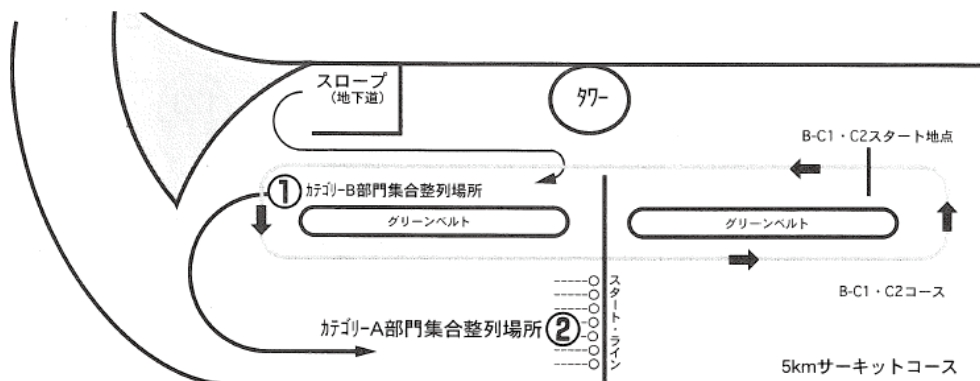 スロープ
(地下道)
タワー
B-C1・C2スタート地点
① カテゴリーB部門集合整列場所
グリーンベルト
グリーンベルト
スタート・ライン
B-C1・C2コース
カテゴリーA部門集合整列場所 ②
5kmサーキットコース